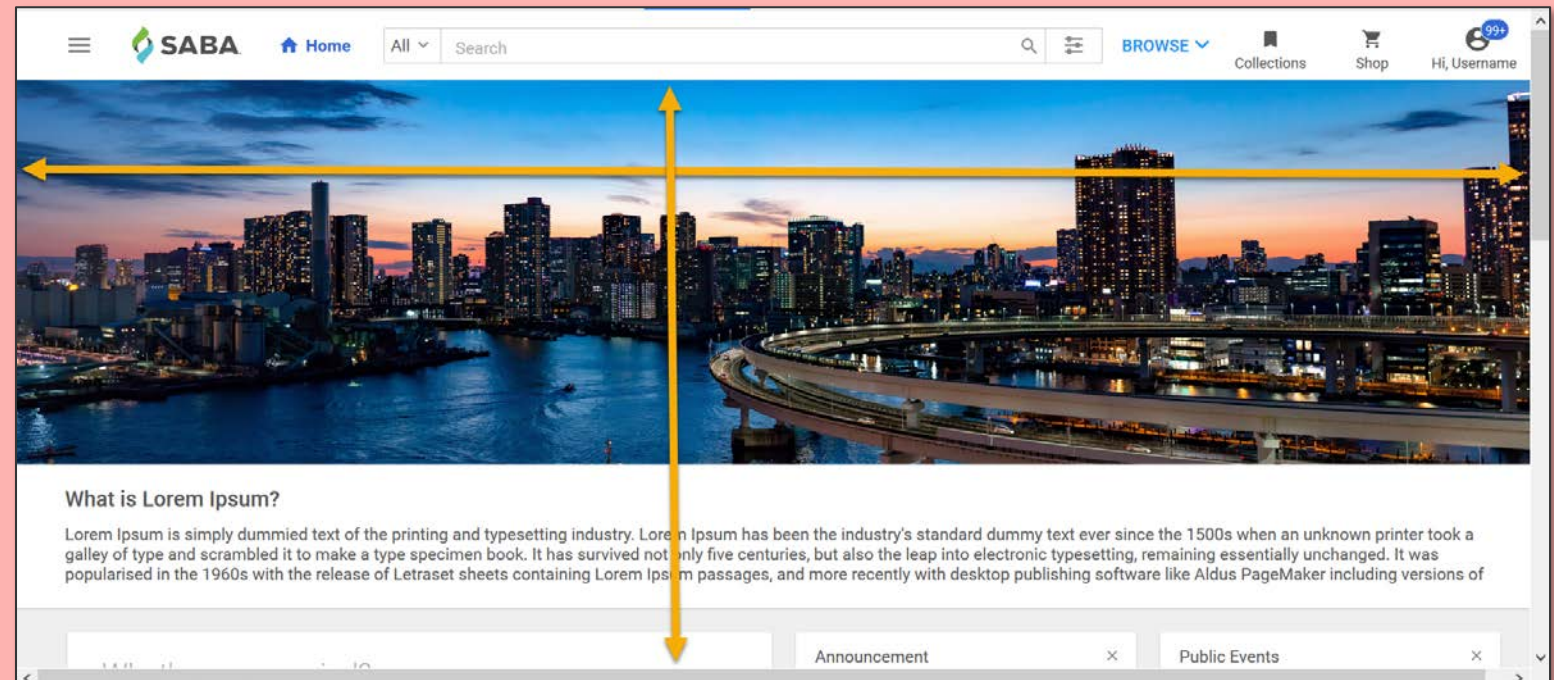 SABA
Home
All
Search
BROWSE
Collections
Shop
99+
Hi, Username
What is Lorem Ipsum?
Lorem Ipsum is simply dummied text of the printing and typesetting industry. Lorem Ipsum has been the industry's standard dummy text ever since the 1500s when an unknown printer took a
galley of type and scrambled it to make a type specimen book. It has survived not only five centuries, but also the leap into electronic typesetting, remaining essentially unchanged. It was
popularised in the 1960s with the release of Letraset sheets containing Lorem Ipsum passages, and more recently with desktop publishing software like Aldus PageMaker including versions of
Announcement
Public Events